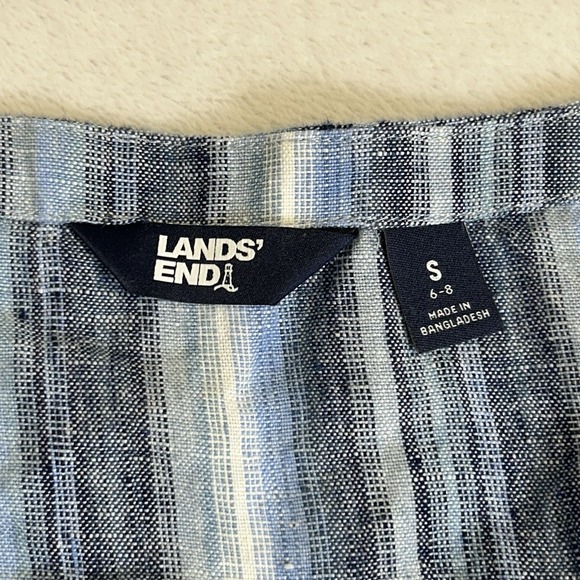 LANDS'
END
S
6-8
MADE IN
BANGLADESH